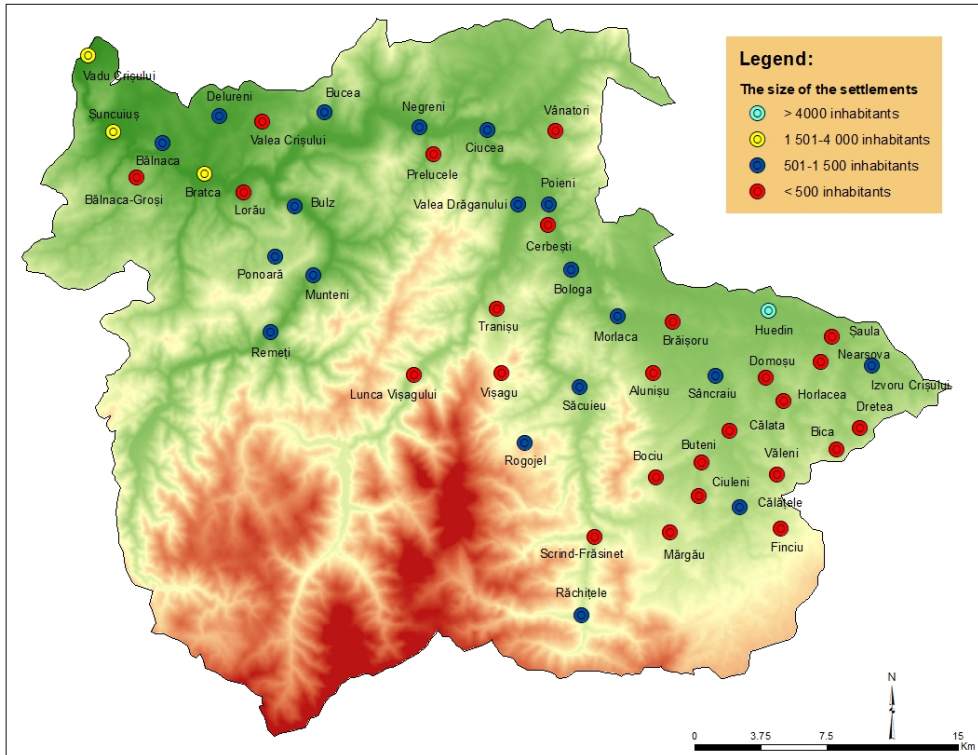 Legend:
The size of the settlements
> 4000 inhabitants
1 501-4 000 inhabitants
501-1 500 inhabitants
< 500 inhabitants
Vadu Crișului
Șuncuiuș
Delureni
Bucea
Negreni
Vânatori
Valea Crișului
Ciucea
Bălnaca
Prelucele
Bălnaca-Groși
Bratca
Lorău
Bulz
Valea Drăganului
Poieni
Cerbești
Ponoară
Munteni
Bologa
Tranișu
Morlaca
Brăișoru
Huedin
Șaula
Remeți
Nearșova
Domoșu
Izvoru Crișului
Lunca Vișagului
Vișagu
Săcuieu
Alunișu
Sâncraiu
Horlacea
Dretea
Călata
Bica
Rogojel
Buteni
Bociu
Văleni
Ciuleni
Călățele
Scrind-Frăsinet
Mărgău
Finciu
Răchițele
N
0 3.75 7.5 15
Km